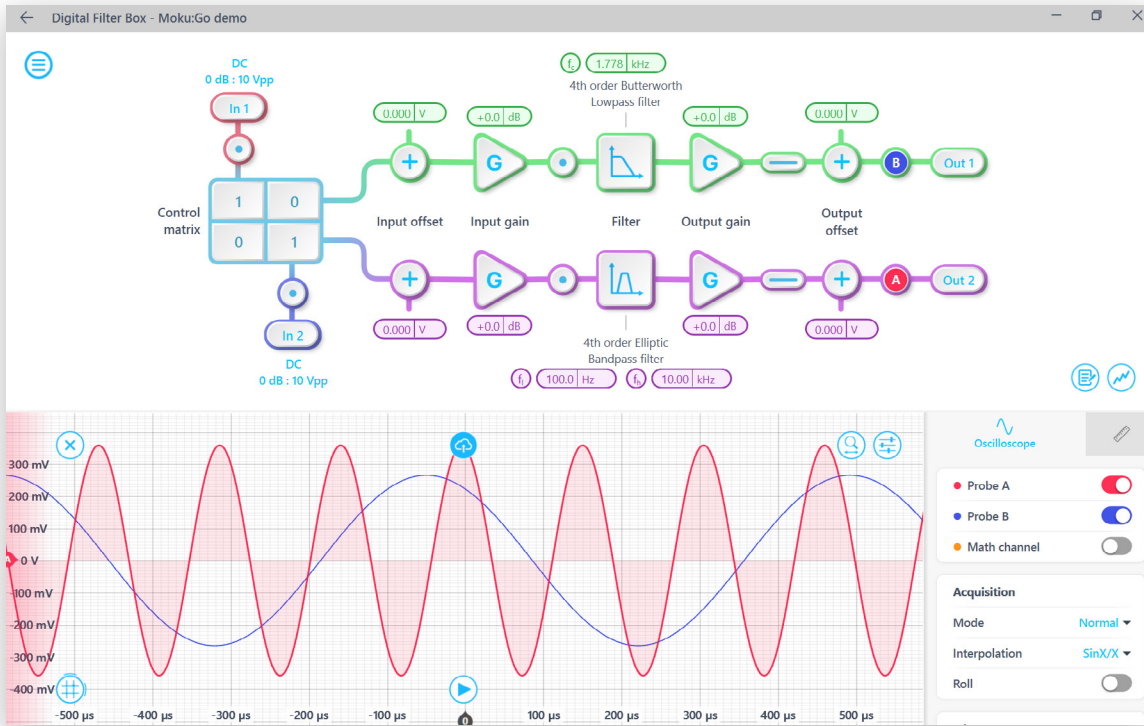 Digital Filter Box - Moku:Go demo
DC
0 dB : 10 Vpp
In 1
fc 1.778 kHz
4th order Butterworth
Lowpass filter
0.000 V
+0.0 dB
+0.0 dB
0.000 V
G
G
B
Out 1
Control
matrix
1 0
0 1
Input offset
Input gain
Filter
Output gain
Output
offset
G
G
A
Out 2
In 2
DC
0 dB : 10 Vpp
0.000 V
+0.0 dB
+0.0 dB
0.000 V
4th order Elliptic
Bandpass filter
fl 100.0 Hz
fh 10.00 kHz
300 mV
200 mV
100 mV
0 V
-100 mV
-200 mV
-300 mV
-400 mV
-500 µs
-400 µs
-300 µs
-200 µs
-100 µs
0
100 µs
200 µs
300 µs
400 µs
500 µs
Oscilloscope
Probe A
Probe B
Math channel
Acquisition
Mode Normal
Interpolation SinX/X
Roll